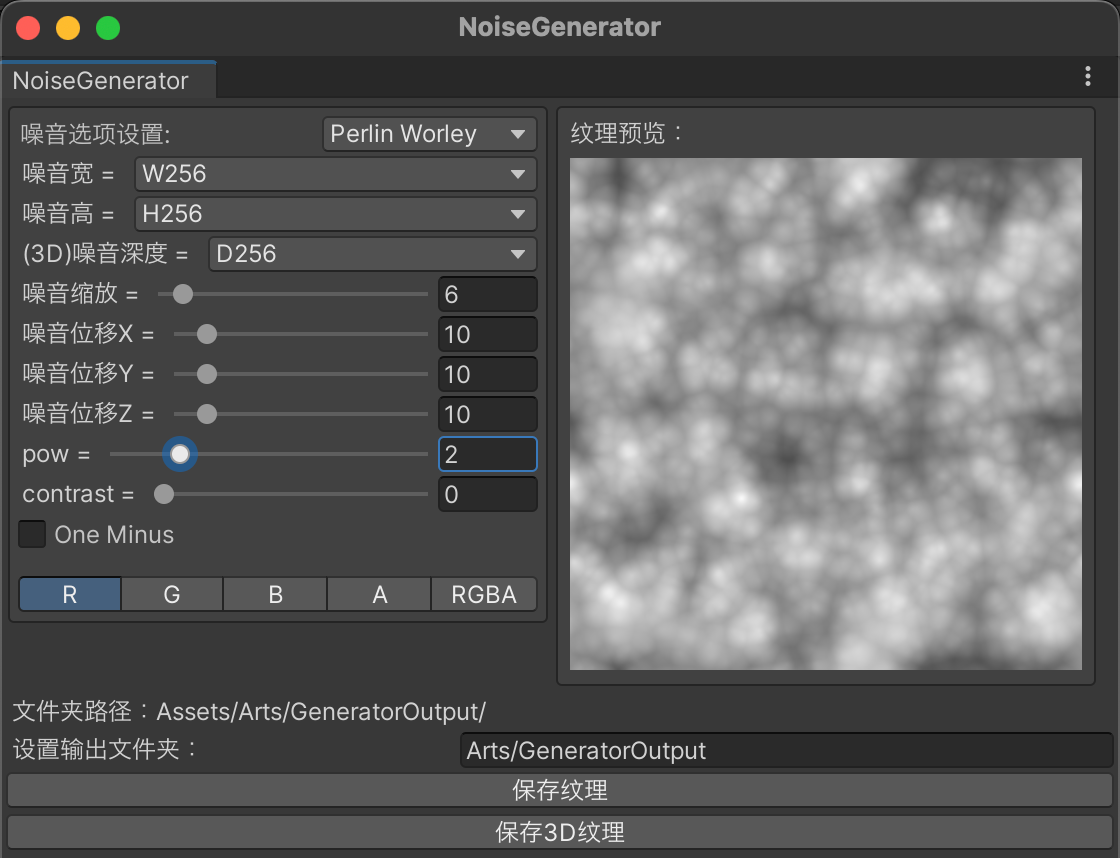 NoiseGenerator
NoiseGenerator
噪音选项设置: Perlin Worley
噪音宽 = W256
噪音高 = H256
(3D)噪音深度 = D256
噪音缩放 = 6
噪音位移X = 10
噪音位移Y = 10
噪音位移Z = 10
pow = 2
contrast = 0
One Minus
R G B A RGBA
纹理预览：
文件夹路径：Assets/Arts/GeneratorOutput/
设置输出文件夹： Arts/GeneratorOutput
保存纹理
保存3D纹理